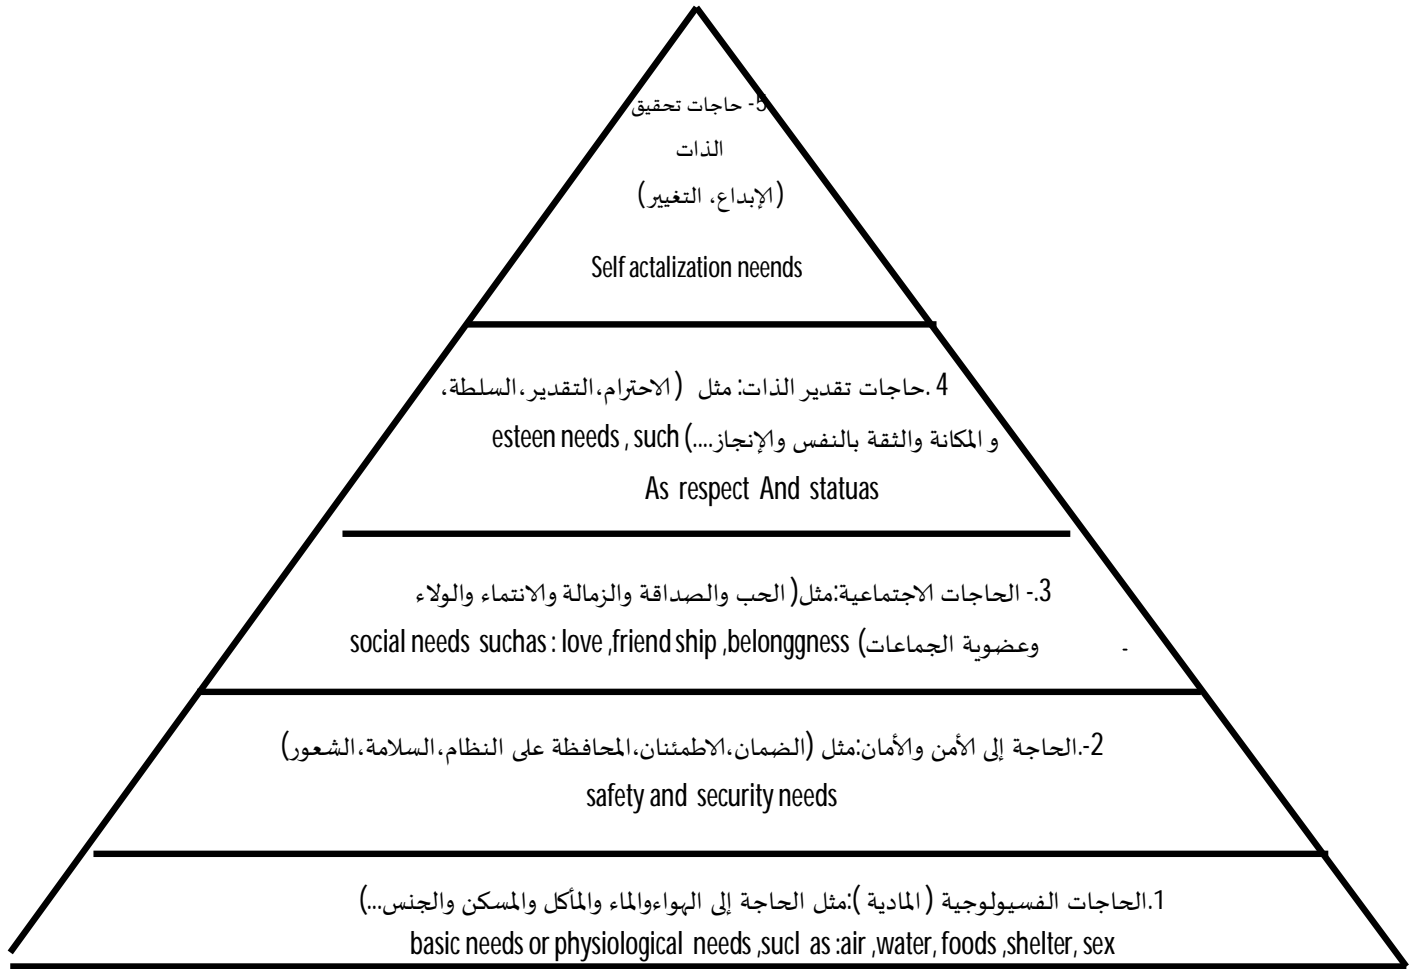 5- حاجات تحقيق
الذات
(الإبداع، التغيير)
Self actalization neends
4 .حاجات تقدير الذات: مثل (الاحترام،التقدير،السلطة،
و المكانة والثقة بالنفس والإنجاز....) esteen needs , such
As respect And statuas
3.- الحاجات الاجتماعية:مثل( الحب والصداقة والزمالة والانتماء والولاء
- وعضوية الجماعات) social needs suchas : love ,friend ship ,belonggness
2-.الحاجة إلى الأمن والأمان:مثل (الضمان،الاطمئنان،المحافظة على النظام،السلامة،الشعور)
safety and security needs
1.الحاجات الفسيولوجية ( المادية ):مثل الحاجة إلى الهواءوالماء والمأكل والمسكن والجنس...)
basic needs or physiological needs ,sucl as :air ,water, foods ,shelter, sex